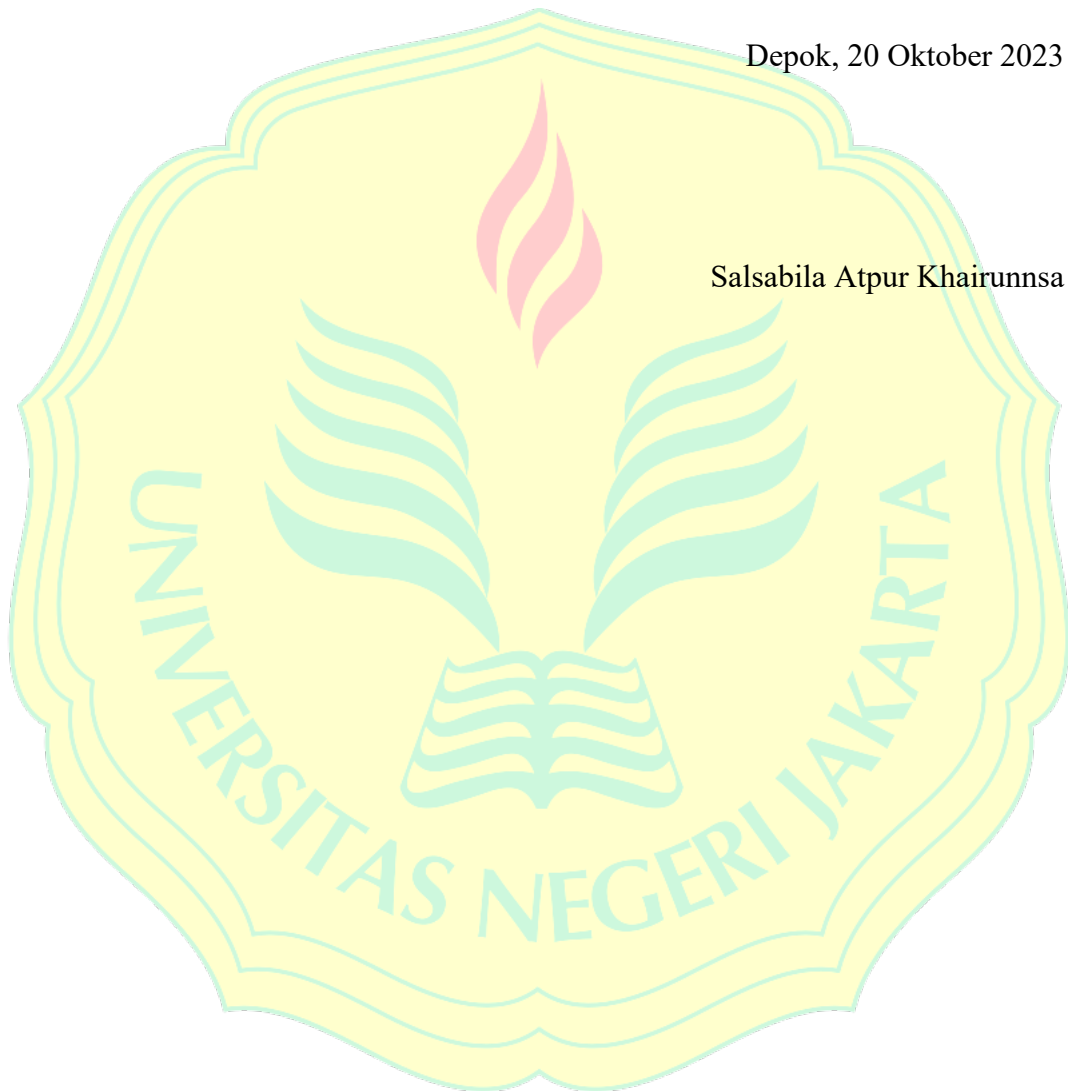 Depok, 20 Oktober 2023
Salsabila Atpur Khairunnsa
UNIVERSITAS NEGERI JAKARTA